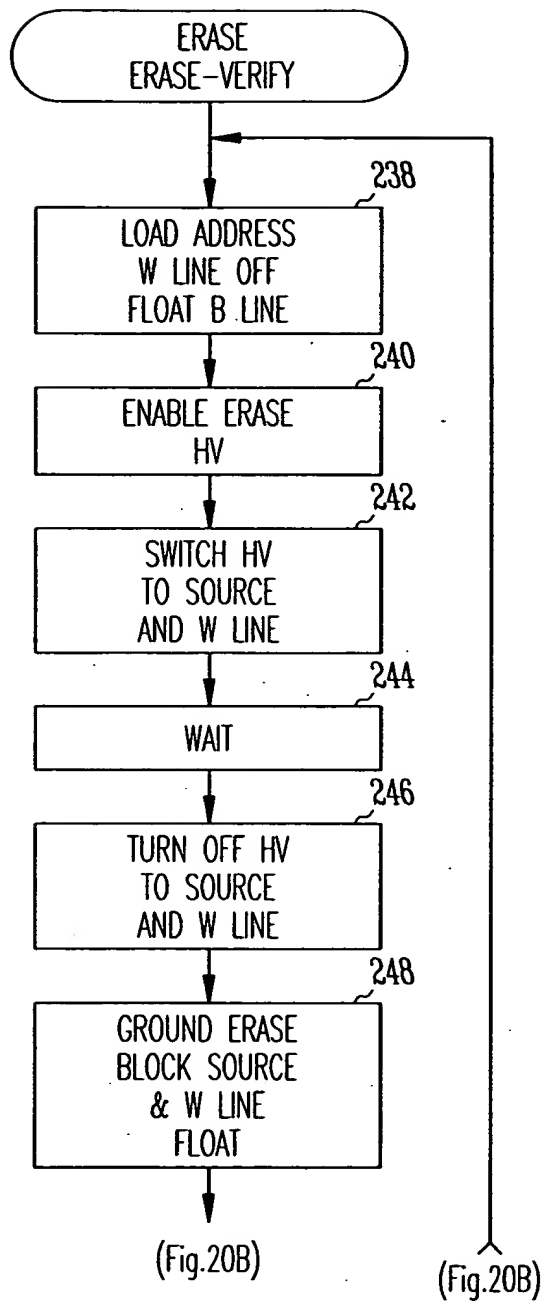 ERASE
ERASE-VERIFY
238
LOAD ADDRESS
W LINE OFF
FLOAT B LINE
240
ENABLE ERASE
HV
242
SWITCH HV
TO SOURCE
AND W LINE
244
WAIT
246
TURN OFF HV
TO SOURCE
AND W LINE
248
GROUND ERASE
BLOCK SOURCE
& W LINE
FLOAT
(Fig.20B)
(Fig.20B)